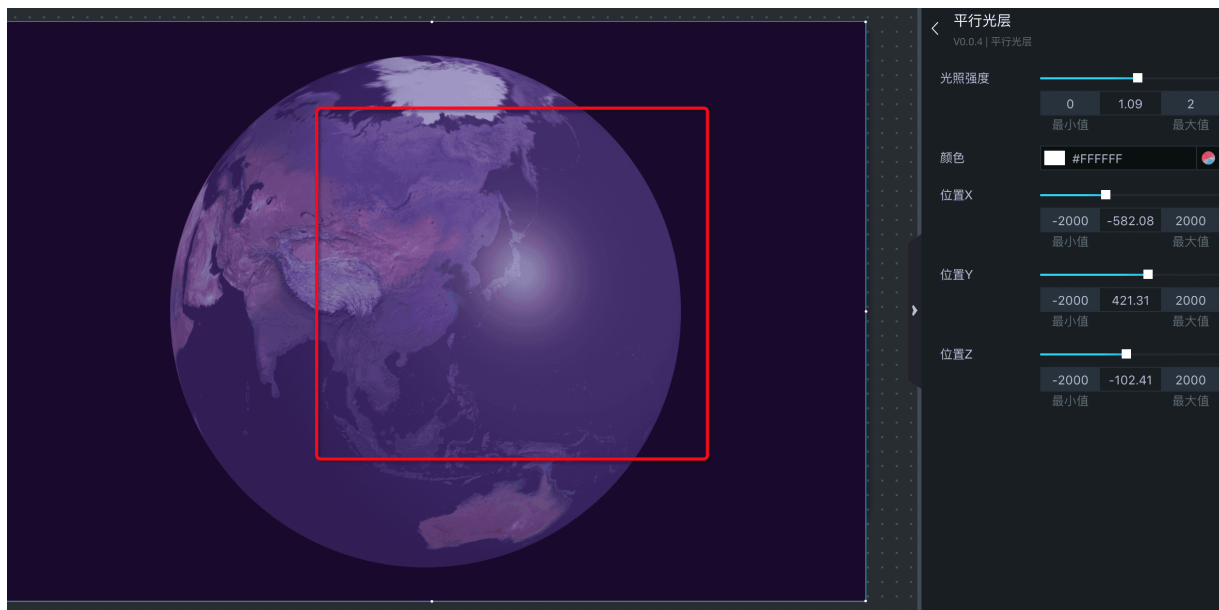 平行光层
V0.0.4 | 平行光层
光照强度
0 1.09 2
最小值 最大值
颜色 #FFFFFF
位置X
-2000 -582.08 2000
最小值 最大值
位置Y
-2000 421.31 2000
最小值 最大值
位置Z
-2000 -102.41 2000
最小值 最大值